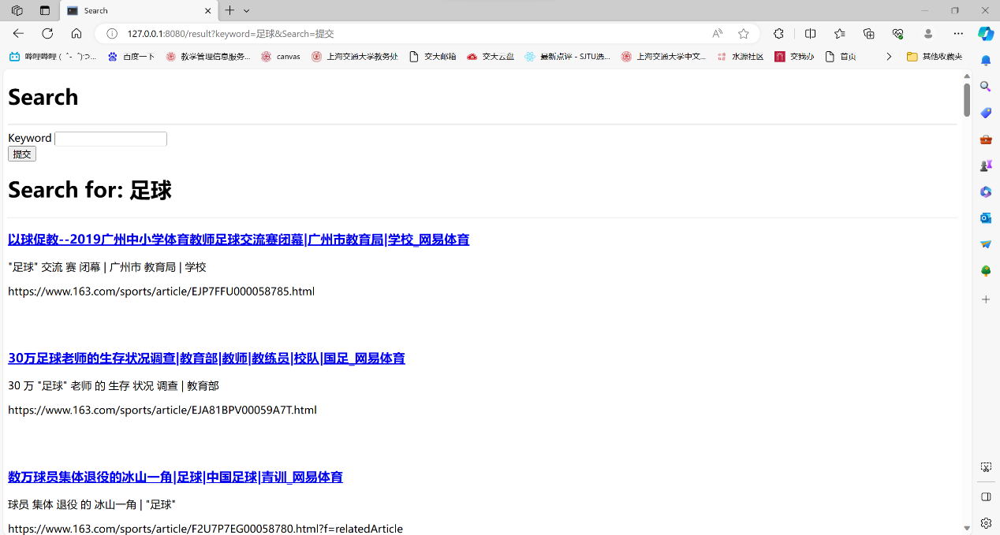 Search
127.0.0.1:8080/result?keyword=足球&Search=提交
哔哩哔哩 ( ゜- ゜)つ...
百度一下
教学管理信息服务...
canvas
上海交通大学教务处
交大邮箱
交大云盘
最新点评 - SJTU选...
上海交通大学中文...
水源社区
交我办
首页
其他收藏夹
Search
Keyword
提交
Search for: 足球
以球促教--2019广州中小学体育教师足球交流赛闭幕|广州市教育局|学校_网易体育
"足球" 交流 赛 闭幕 | 广州市 教育局 | 学校
https://www.163.com/sports/article/EJP7FFU000058785.html
30万足球老师的生存状况调查|教育部|教师|教练员|校队|国足_网易体育
30 万 "足球" 老师 的 生存 状况 调查 | 教育部
https://www.163.com/sports/article/EJA81BPV00059A7T.html
数万球员集体退役的冰山一角|足球|中国足球|青训_网易体育
球员 集体 退役 的 冰山一角 | "足球"
https://www.163.com/sports/article/F2U7P7EG00058780.html?f=relatedArticle